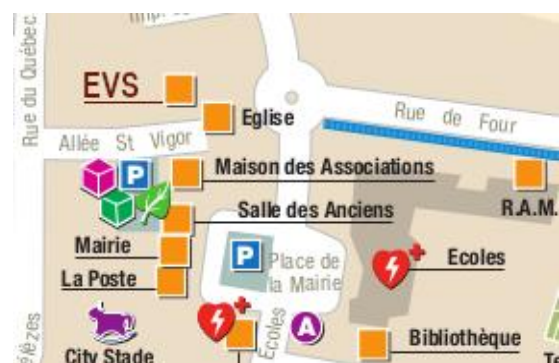 Rue du Québec
EVS
Eglise
Rue de Four
Allée St Vigor
P
Maison des Associations
R.A.M.
Salle des Anciens
Mairie
P
Place de
la Mairie
Ecoles
La Poste
A
Ecoles
City Stade
Bibliothèque